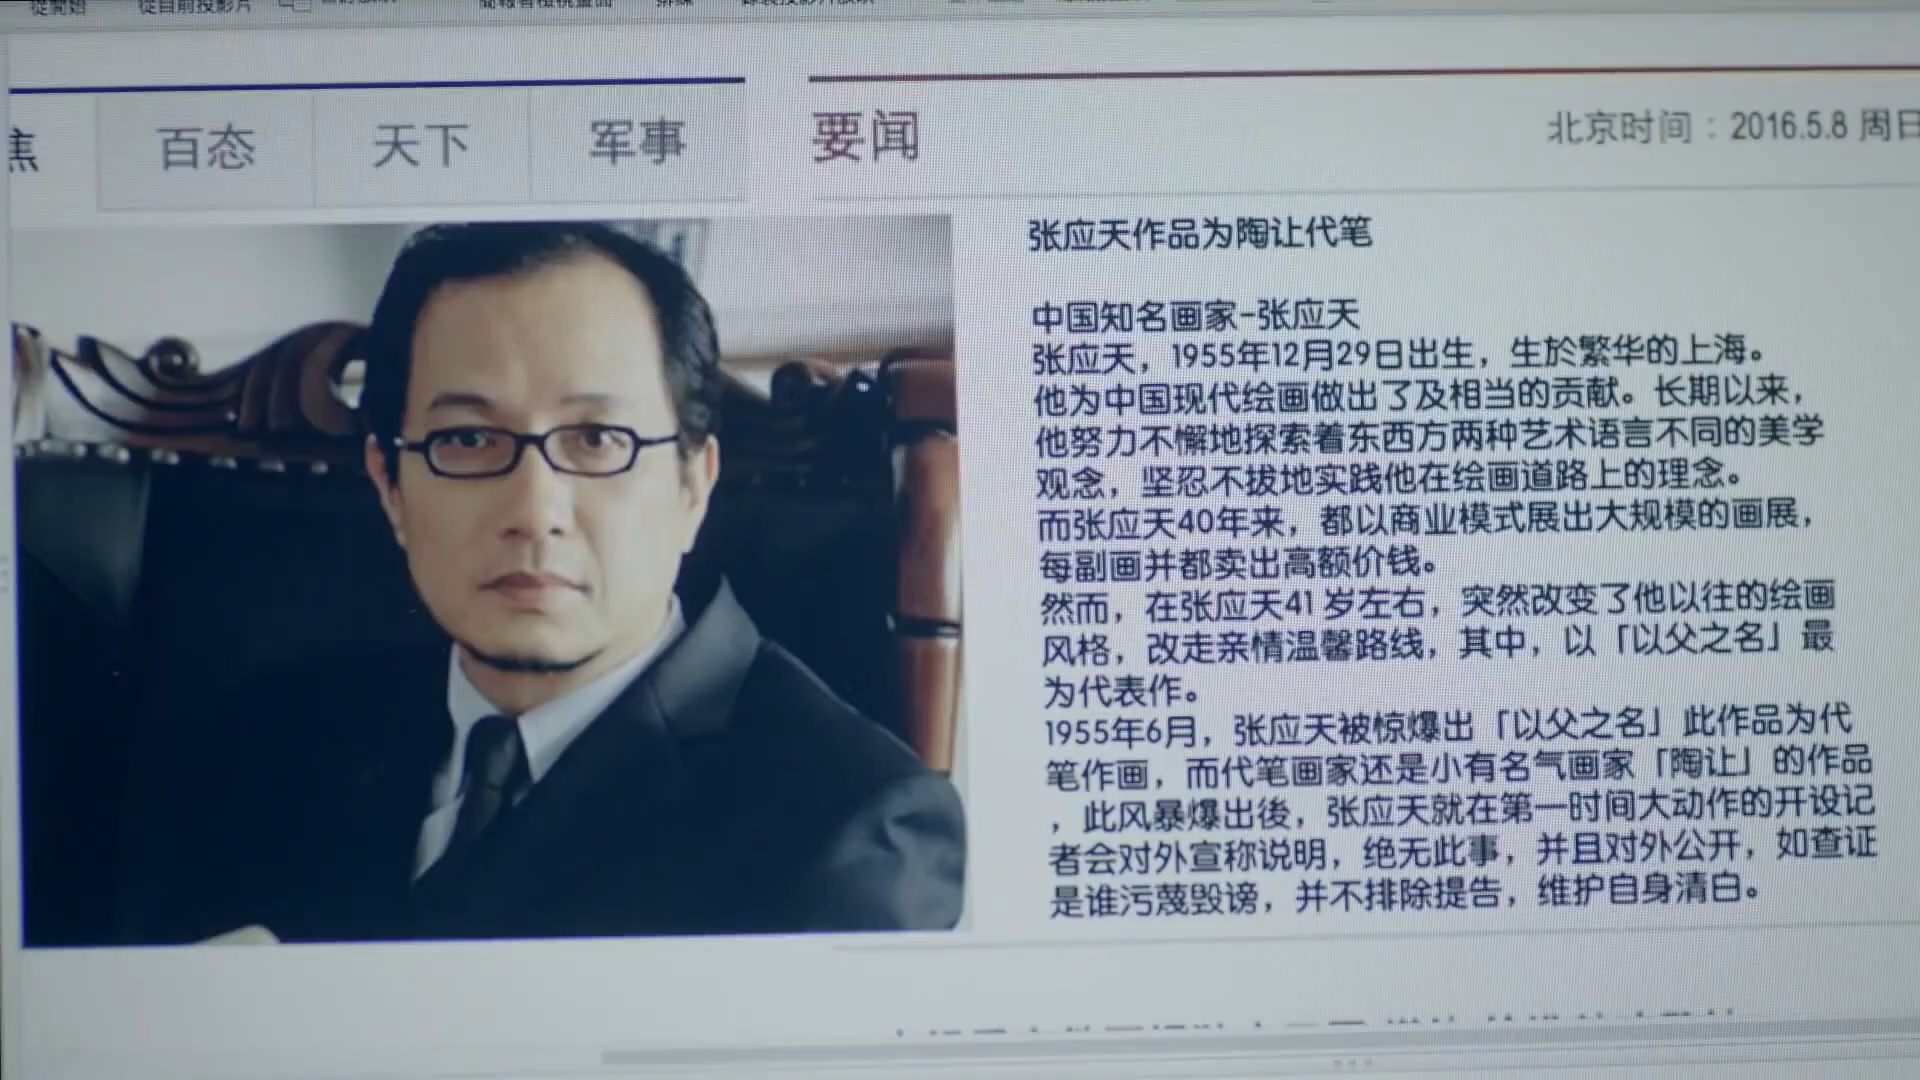 從目前投影片
焦
百态
天下
军事
要闻
北京时间：2016.5.8 周日
张应天作品为陶让代笔
中国知名画家-张应天
张应天，1955年12月29日出生，生於繁华的上海。
他为中国现代绘画做出了及相当的贡献。长期以来，
他努力不懈地探索着东西方两种艺术语言不同的美学
观念，坚忍不拔地实践他在绘画道路上的理念。
而张应天40年来，都以商业模式展出大规模的画展，
每副画并都卖出高额价钱。
然而，在张应天41岁左右，突然改变了他以往的绘画
风格，改走亲情温馨路线，其中，以「以父之名」最
为代表作。
1955年6月，张应天被惊爆出「以父之名」此作品为代
笔作画，而代笔画家还是小有名气画家「陶让」的作品
，此风暴爆出後，张应天就在第一时间大动作的开设记
者会对外宣称说明，绝无此事，并且对外公开，如查证
是谁污蔑毁谤，并不排除提告，维护自身清白。